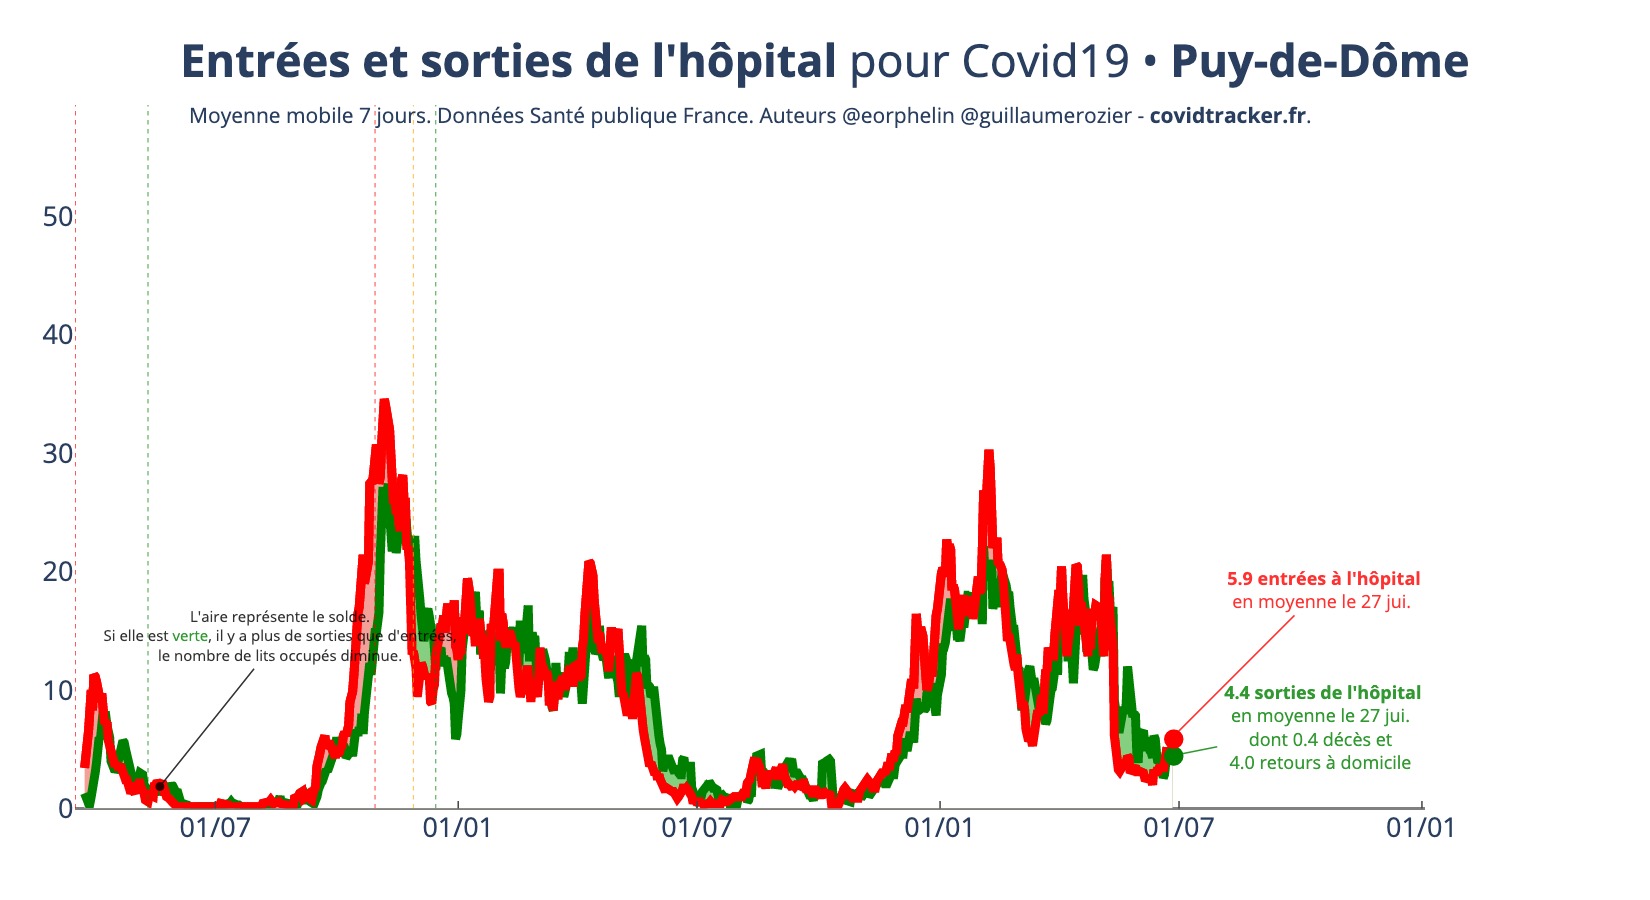 Entrées et sorties de l'hôpital pour Covid19 • Puy-de-Dôme
Moyenne mobile 7 jours. Données Santé publique France. Auteurs @eorphelin @guillaumerozier - covidtracker.fr.
50
40
30
20
10
0
L'aire représente le solde.
Si elle est verte, il y a plus de sorties que d'entrées,
le nombre de lits occupés diminue.
5.9 entrées à l'hôpital
en moyenne le 27 jui.
4.4 sorties de l'hôpital
en moyenne le 27 jui.
dont 0.4 décès et
4.0 retours à domicile
01/07 01/01 01/07 01/01 01/07 01/01